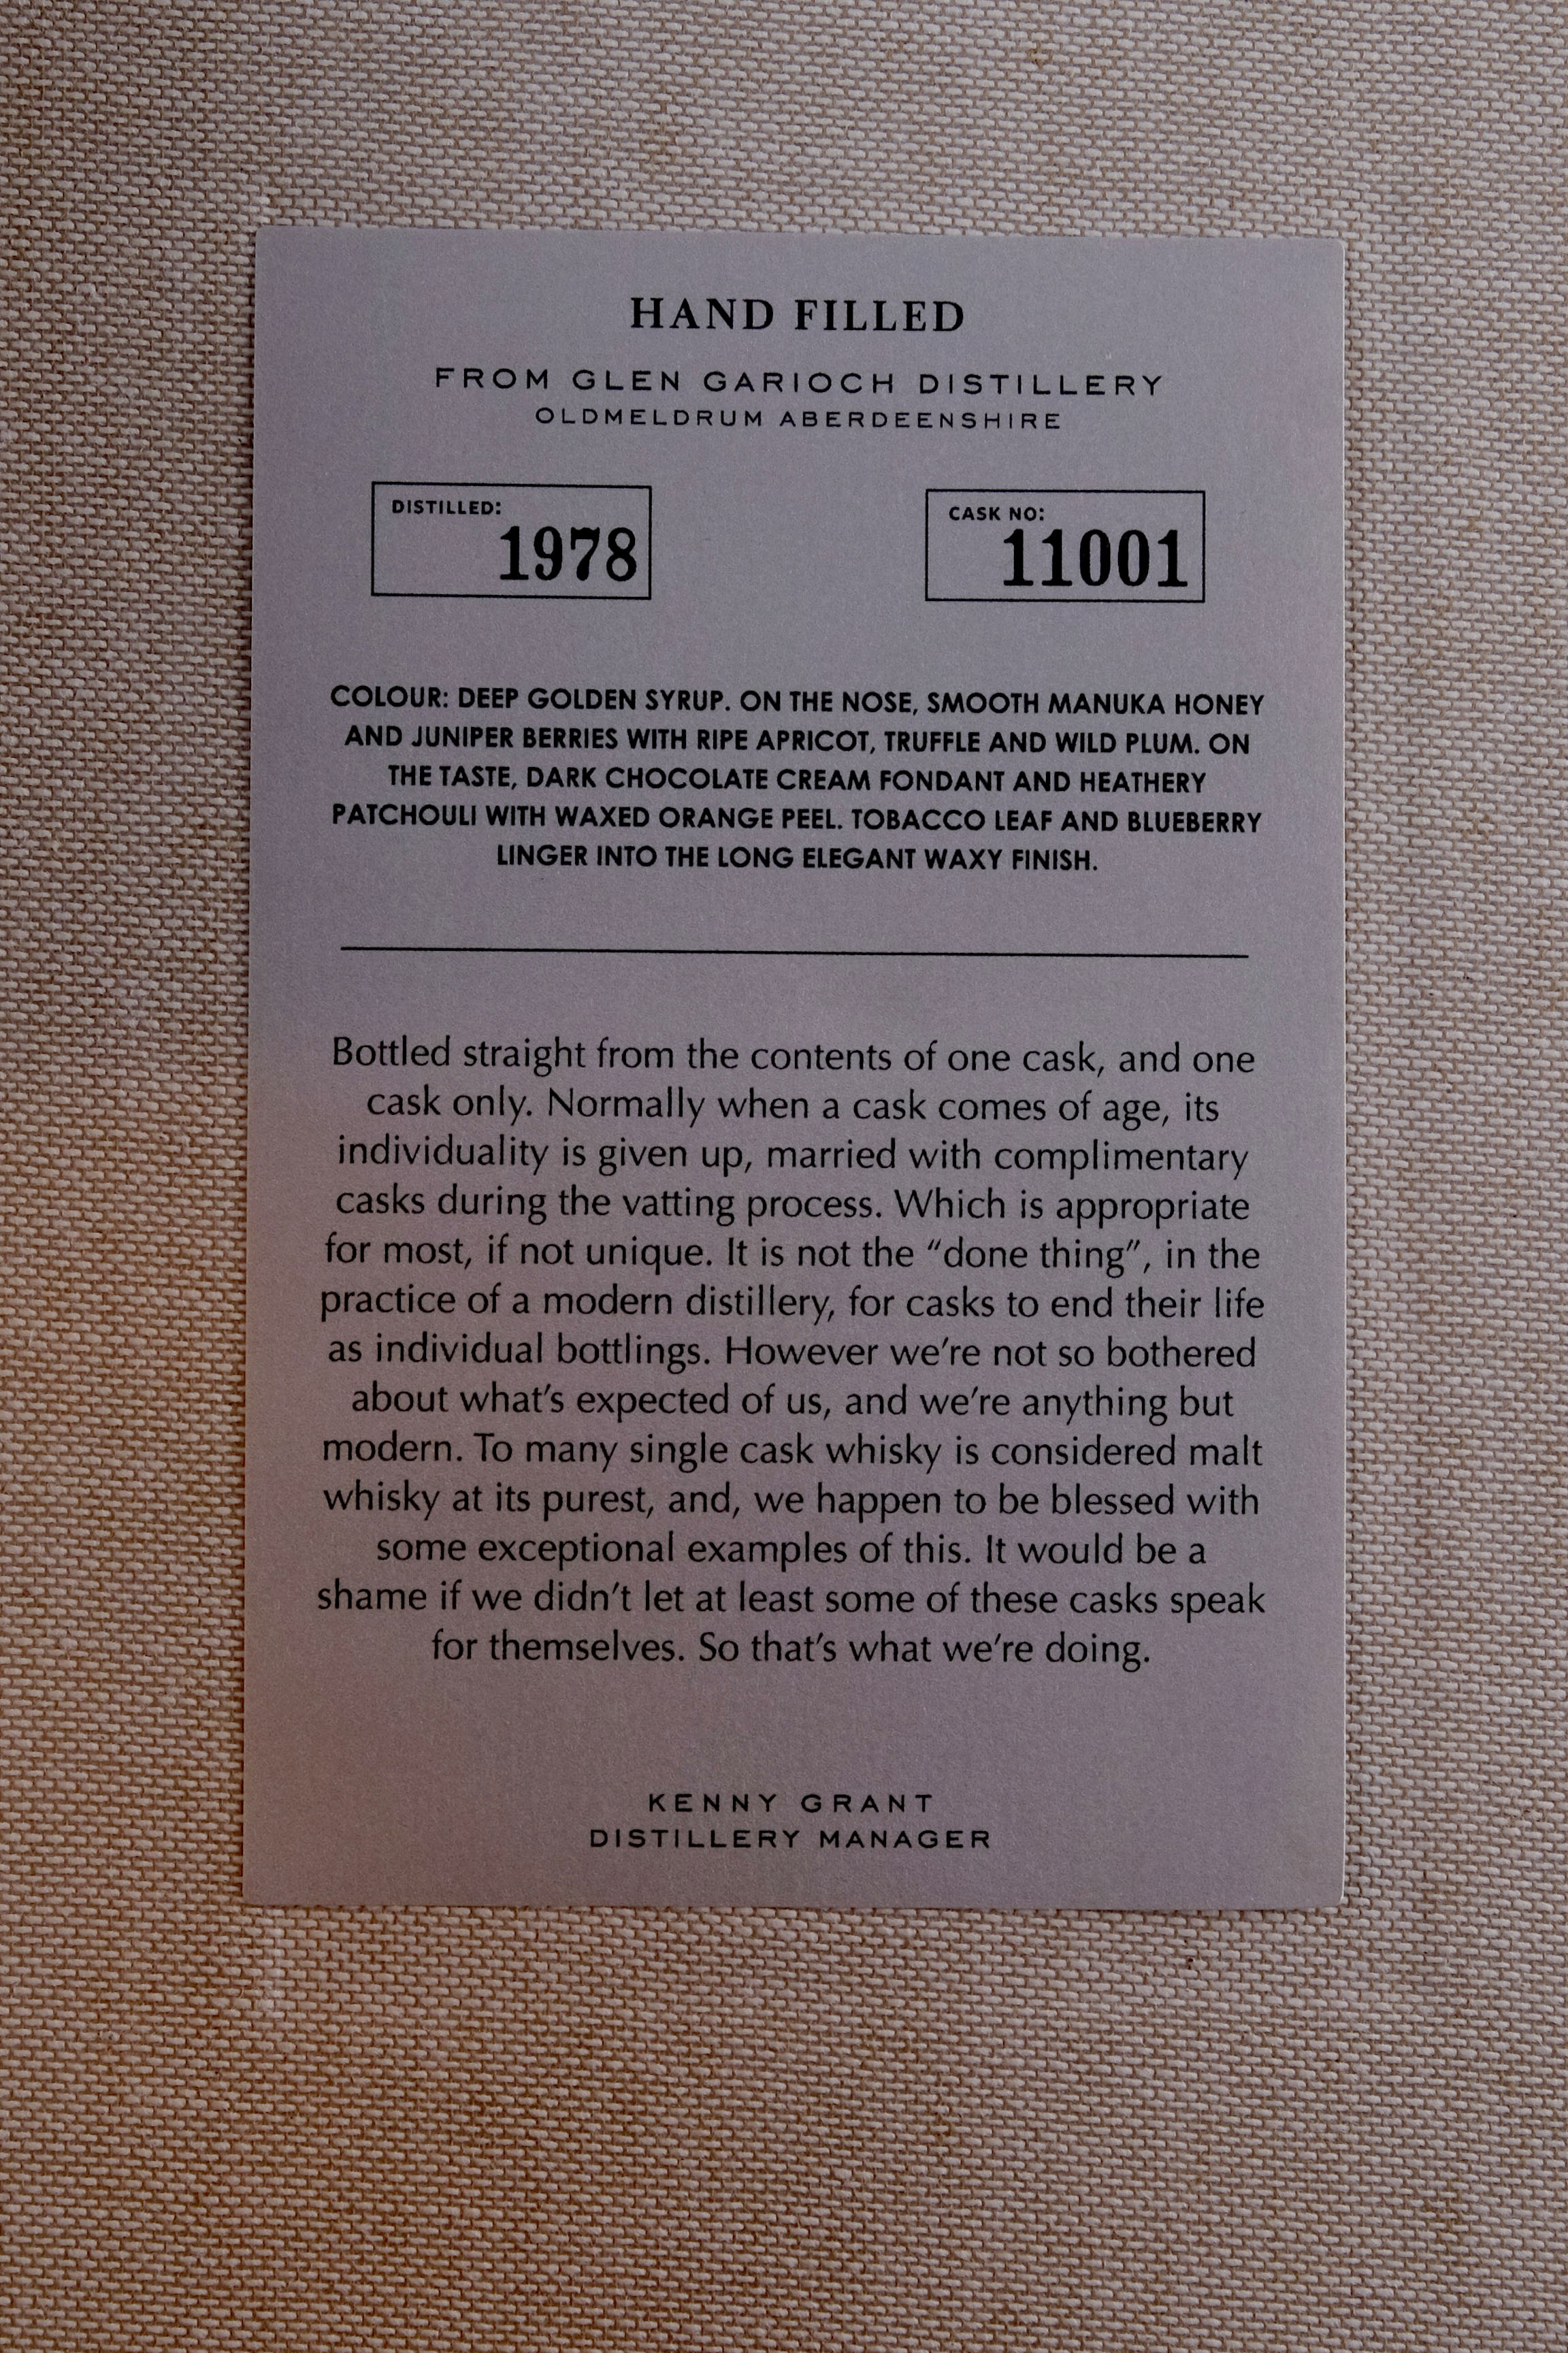 HAND FILLED
FROM GLEN GARIOCH DISTILLERY
OLDMELDRUM ABERDEENSHIRE
DISTILLED:
1978
CASK NO:
11001
COLOUR: DEEP GOLDEN SYRUP. ON THE NOSE, SMOOTH MANUKA HONEY
AND JUNIPER BERRIES WITH RIPE APRICOT, TRUFFLE AND WILD PLUM. ON
THE TASTE, DARK CHOCOLATE CREAM FONDANT AND HEATHERY
PATCHOULI WITH WAXED ORANGE PEEL. TOBACCO LEAF AND BLUEBERRY
LINGER INTO THE LONG ELEGANT WAXY FINISH.
Bottled straight from the contents of one cask, and one
cask only. Normally when a cask comes of age, its
individuality is given up, married with complimentary
casks during the vatting process. Which is appropriate
for most, if not unique. It is not the “done thing”, in the
practice of a modern distillery, for casks to end their life
as individual bottlings. However we’re not so bothered
about what’s expected of us, and we’re anything but
modern. To many single cask whisky is considered malt
whisky at its purest, and, we happen to be blessed with
some exceptional examples of this. It would be a
shame if we didn’t let at least some of these casks speak
for themselves. So that’s what we’re doing.
KENNY GRANT
DISTILLERY MANAGER